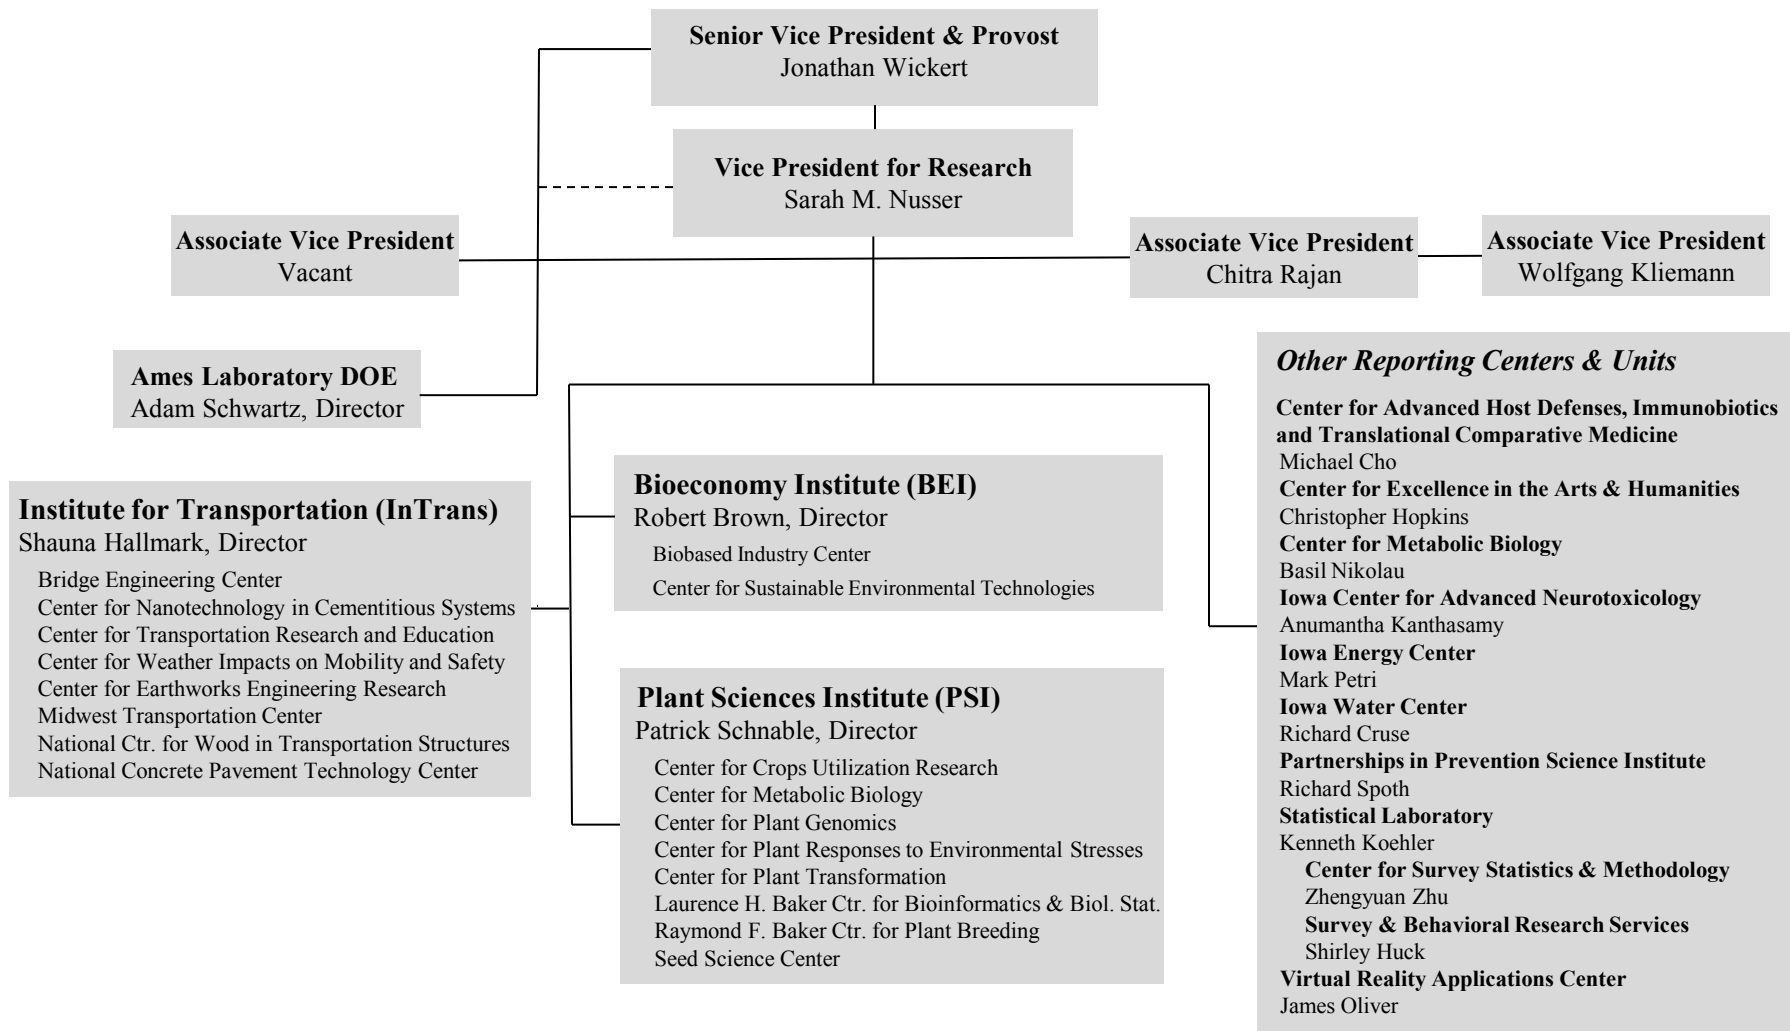 Senior Vice President & Provost
Jonathan Wickert
Vice President for Research
Sarah M. Nusser
Associate Vice President
Vacant
Associate Vice President
Chitra Rajan
Associate Vice President
Wolfgang Kliemann
Ames Laboratory DOE
Adam Schwartz, Director
Institute for Transportation (InTrans)
Shauna Hallmark, Director
Bridge Engineering Center
Center for Nanotechnology in Cementitious Systems
Center for Transportation Research and Education
Center for Weather Impacts on Mobility and Safety
Center for Earthworks Engineering Research
Midwest Transportation Center
National Ctr. for Wood in Transportation Structures
National Concrete Pavement Technology Center
Bioeconomy Institute (BEI)
Robert Brown, Director
Biobased Industry Center
Center for Sustainable Environmental Technologies
Plant Sciences Institute (PSI)
Patrick Schnable, Director
Center for Crops Utilization Research
Center for Metabolic Biology
Center for Plant Genomics
Center for Plant Responses to Environmental Stresses
Center for Plant Transformation
Laurence H. Baker Ctr. for Bioinformatics & Biol. Stat.
Raymond F. Baker Ctr. for Plant Breeding
Seed Science Center
Other Reporting Centers & Units
Center for Advanced Host Defenses, Immunobiotics
and Translational Comparative Medicine
Michael Cho
Center for Excellence in the Arts & Humanities
Christopher Hopkins
Center for Metabolic Biology
Basil Nikolau
Iowa Center for Advanced Neurotoxicology
Anumantha Kanthasamy
Iowa Energy Center
Mark Petri
Iowa Water Center
Richard Cruse
Partnerships in Prevention Science Institute
Richard Spoth
Statistical Laboratory
Kenneth Koehler
Center for Survey Statistics & Methodology
Zhengyuan Zhu
Survey & Behavioral Research Services
Shirley Huck
Virtual Reality Applications Center
James Oliver